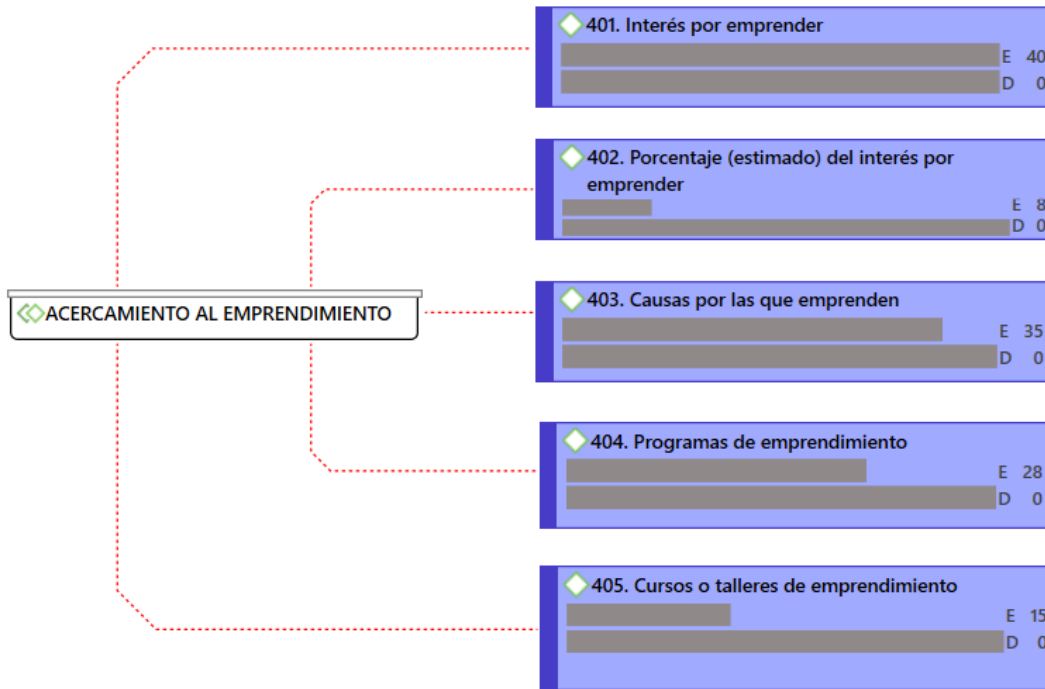 401. Interés por emprender
E 40
D 0
402. Porcentaje (estimado) del interés por
emprender
E 8
D 0
ACERCAMIENTO AL EMPRENDIMIENTO
403. Causas por las que emprenden
E 35
D 0
404. Programas de emprendimiento
E 28
D 0
405. Cursos o talleres de emprendimiento
E 15
D 0